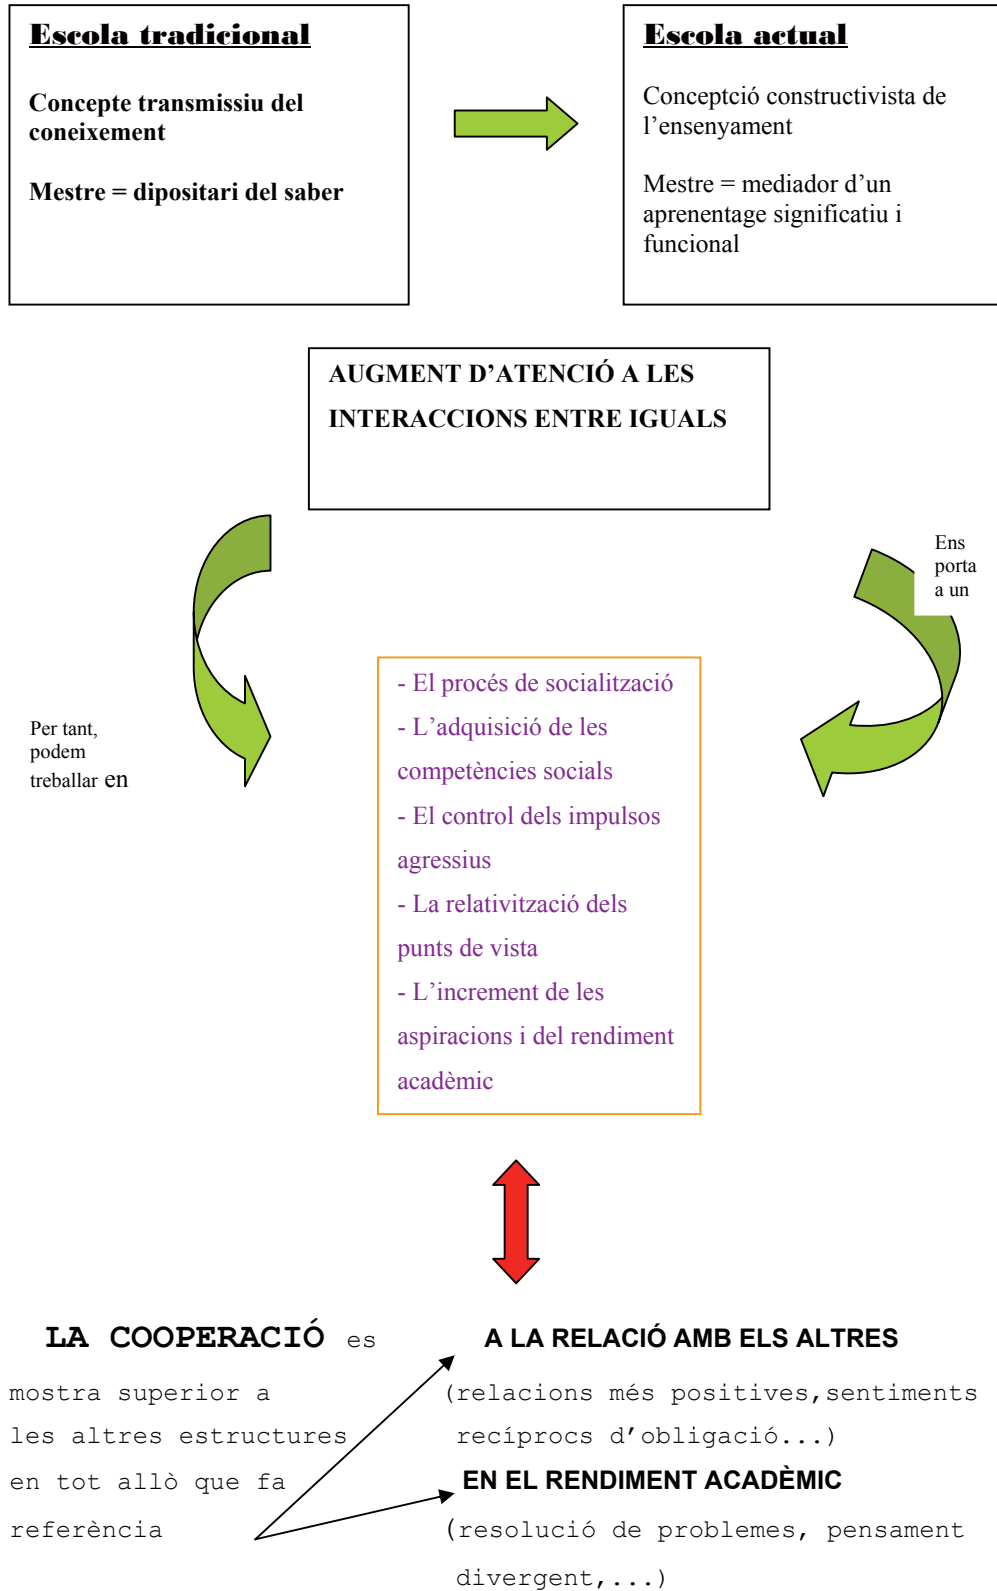 Escola tradicional
Concepte transmissiu del
coneixement
Mestre = dipositari del saber
Escola actual
Conceptció constructivista de
l’ensenyament
Mestre = mediador d’un
aprenentage significatiu i
funcional
AUGMENT D’ATENCIÓ A LES
INTERACCIONS ENTRE IGUALS
Ens
porta
a un
Per tant,
podem
treballar en
- El procés de socialització
- L’adquisició de les
competències socials
- El control dels impulsos
agressius
- La relativització dels
punts de vista
- L’increment de les
aspiracions i del rendiment
acadèmic
LA COOPERACIÓ es
mostra superior a
les altres estructures
en tot allò que fa
referència
A LA RELACIÓ AMB ELS ALTRES
(relacions més positives,sentiments
recíprocs d’obligació...)
EN EL RENDIMENT ACADÈMIC
(resolució de problemes, pensament
divergent,...)